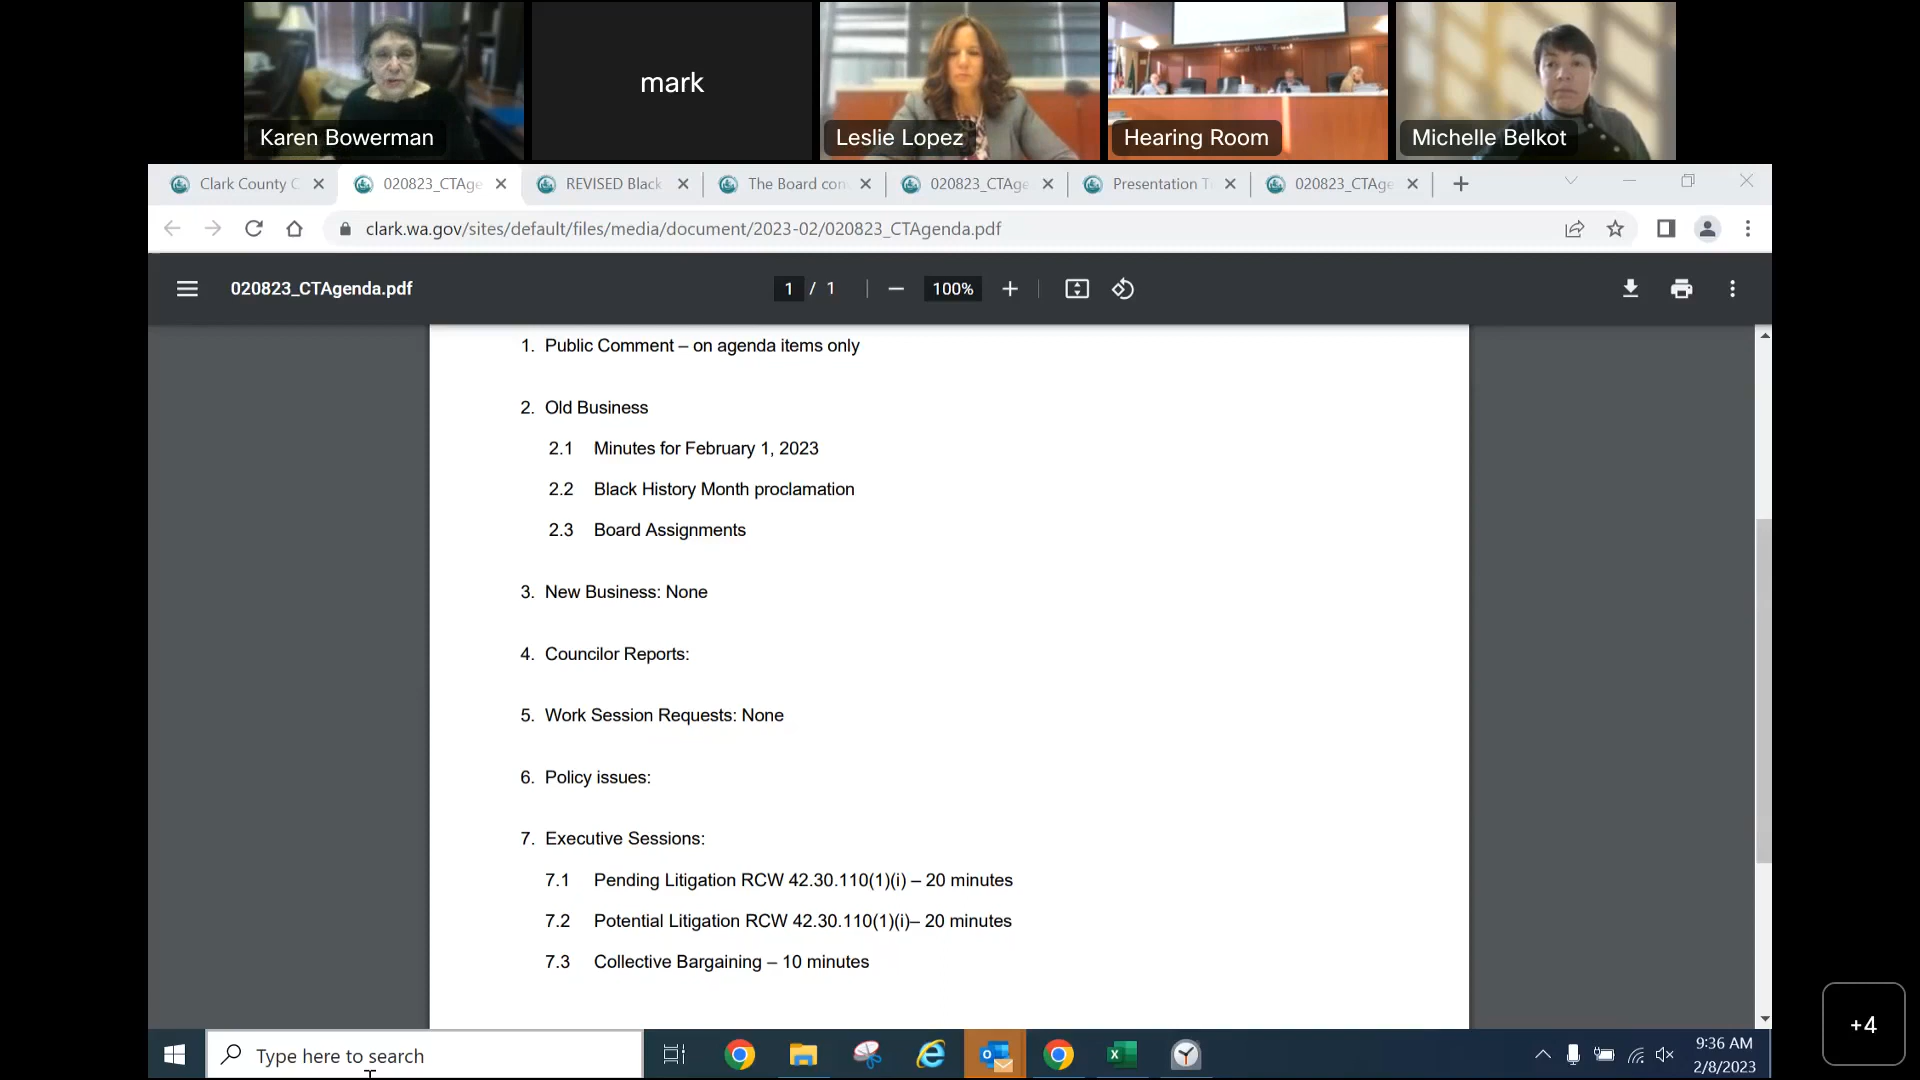 In God We Trust
mark
Karen Bowerman
Leslie Lopez
Hearing Room
Michelle Belkot
Clark County C
020823_CTAge
REVISED Black
The Board con
020823_CTAge
Presentation T
020823_CTAge
clark.wa.gov/sites/default/files/media/document/2023-02/020823_CTAgenda.pdf
020823_CTAgenda.pdf
1 / 1
100%
1. Public Comment – on agenda items only
2. Old Business
2.1 Minutes for February 1, 2023
2.2 Black History Month proclamation
2.3 Board Assignments
3. New Business: None
4. Councilor Reports:
5. Work Session Requests: None
6. Policy issues:
7. Executive Sessions:
7.1 Pending Litigation RCW 42.30.110(1)(i) – 20 minutes
7.2 Potential Litigation RCW 42.30.110(1)(i)– 20 minutes
7.3 Collective Bargaining – 10 minutes
+4
Type here to search
9:36 AM
2/8/2023